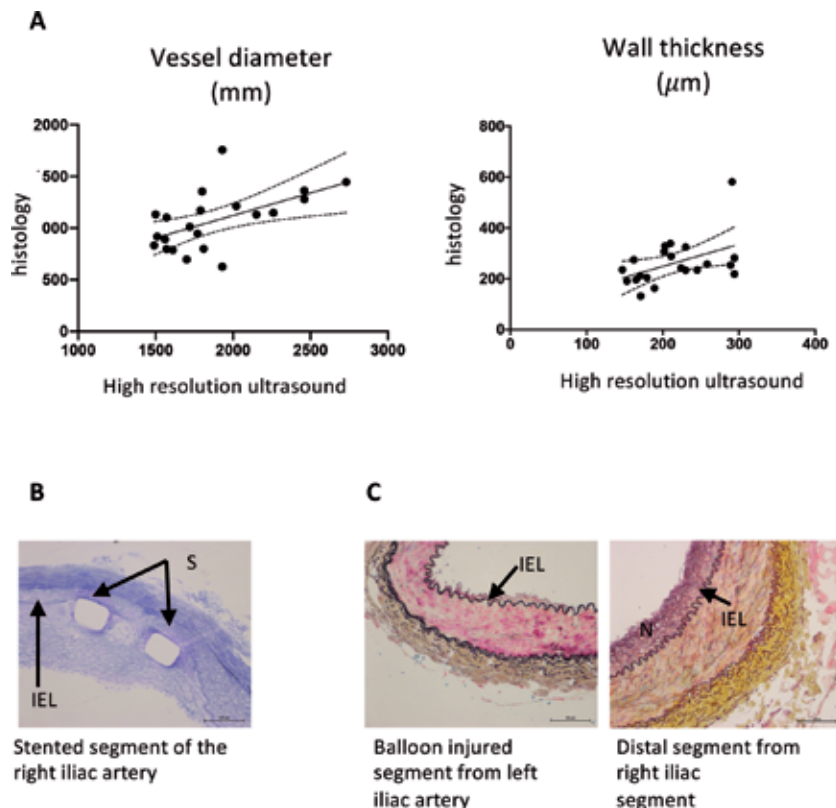 A
Vessel diameter
(mm)
2000
1500
000
500
0
1000
1500
2000
2500
3000
histology
High resolution ultrasound
Wall thickness
(μm)
800
600
400
200
0
0
100
200
300
400
histology
High resolution ultrasound
B
S
IEL
Stented segment of the
right iliac artery
C
IEL
Balloon injured
segment from left
iliac artery
N
IEL
Distal segment from
right iliac
segment